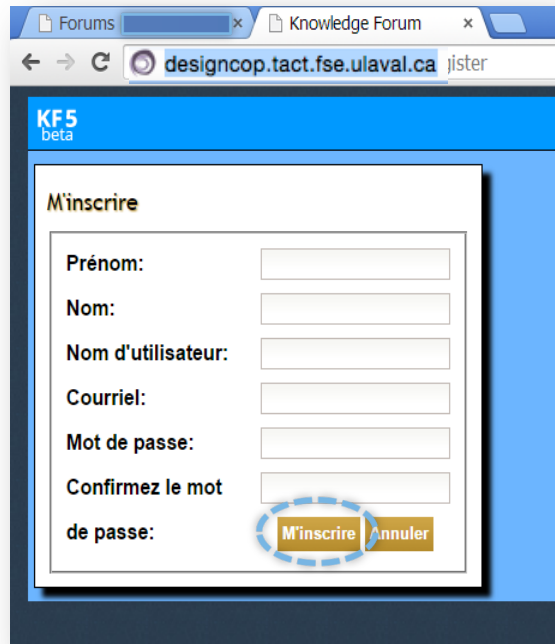 Forums
Knowledge Forum
designcop.tact.fse.ulaval.ca jister
KF5
beta
M'inscrire
Prénom:
Nom:
Nom d'utilisateur:
Courriel:
Mot de passe:
Confirmez le mot
de passe:
M'inscrire Annuler